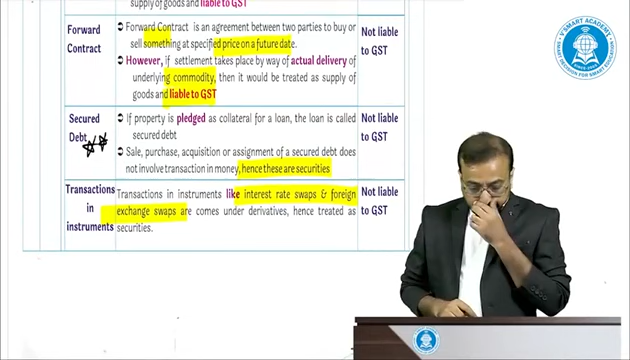 supply of goods and liable to GST
Forward Contract
➲ Forward Contract is an agreement between two parties to buy or
sell something at specified price on a future date.
➲ However, if settlement takes place by way of actual delivery of
underlying commodity, then it would be treated as supply of
goods and liable to GST
Not liable
to GST
Secured
Debt
➲ If property is pledged as collateral for a loan, the loan is called
secured debt
➲ Sale, purchase, acquisition or assignment of a secured debt does
not involve transaction in money, hence these are securities
Not liable
to GST
Transactions
in
instruments
Transactions in instruments like interest rate swaps & foreign
exchange swaps are comes under derivatives, hence treated as
securities.
Not liable
to GST
V'SMART ACADEMY